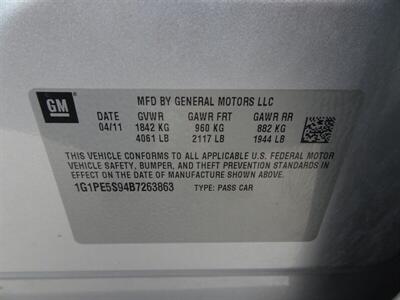 GM
MFD BY GENERAL MOTORS LLC
DATE GVWR GAWR FRT GAWR RR
04/11 1842 KG 960 KG 882 KG
4061 LB 2117 LB 1944 LB
THIS VEHICLE CONFORMS TO ALL APPLICABLE U.S. FEDERAL MOTOR
VEHICLE SAFETY, BUMPER, AND THEFT PREVENTION STANDARDS IN
EFFECT ON THE DATE OF MANUFACTURE SHOWN ABOVE.
1G1PE5S94B7263863 TYPE: PASS CAR